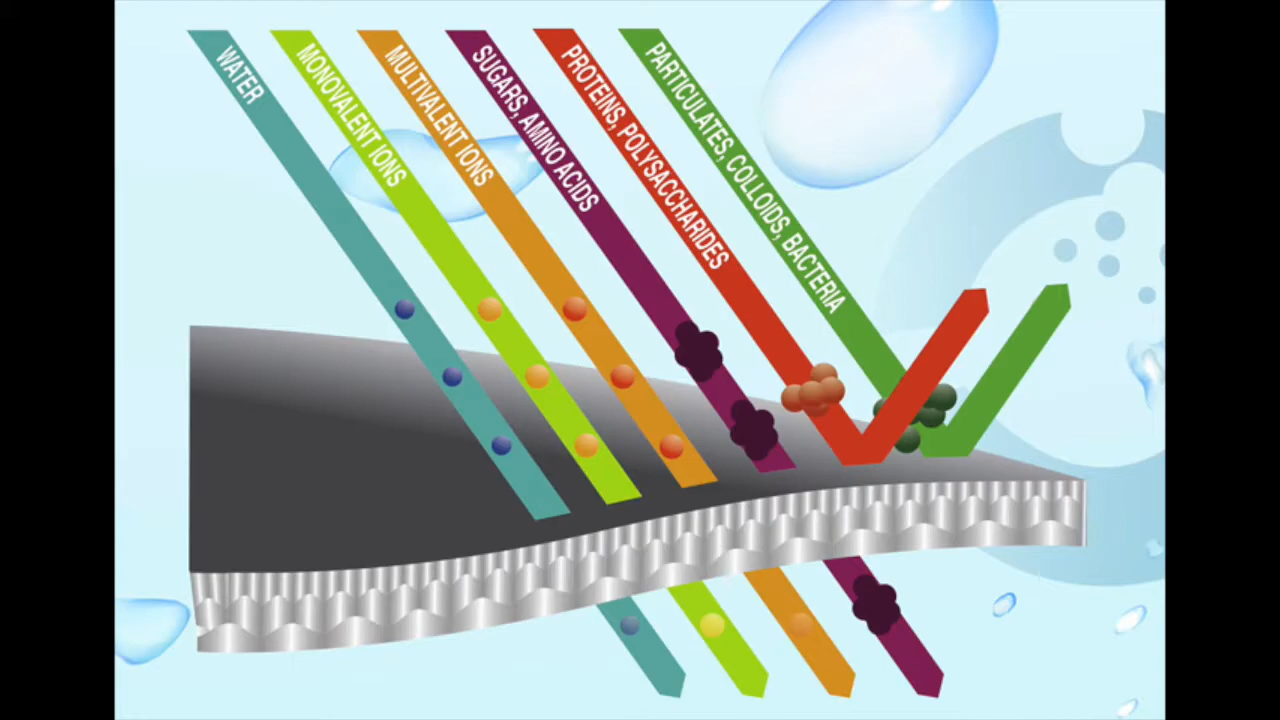 WATER
MONOVALENT IONS
MULTIVALENT IONS
SUGARS, AMINO ACIDS
PROTEINS, POLYSACCHARIDES
PARTICULATES, COLLOIDS, BACTERIA